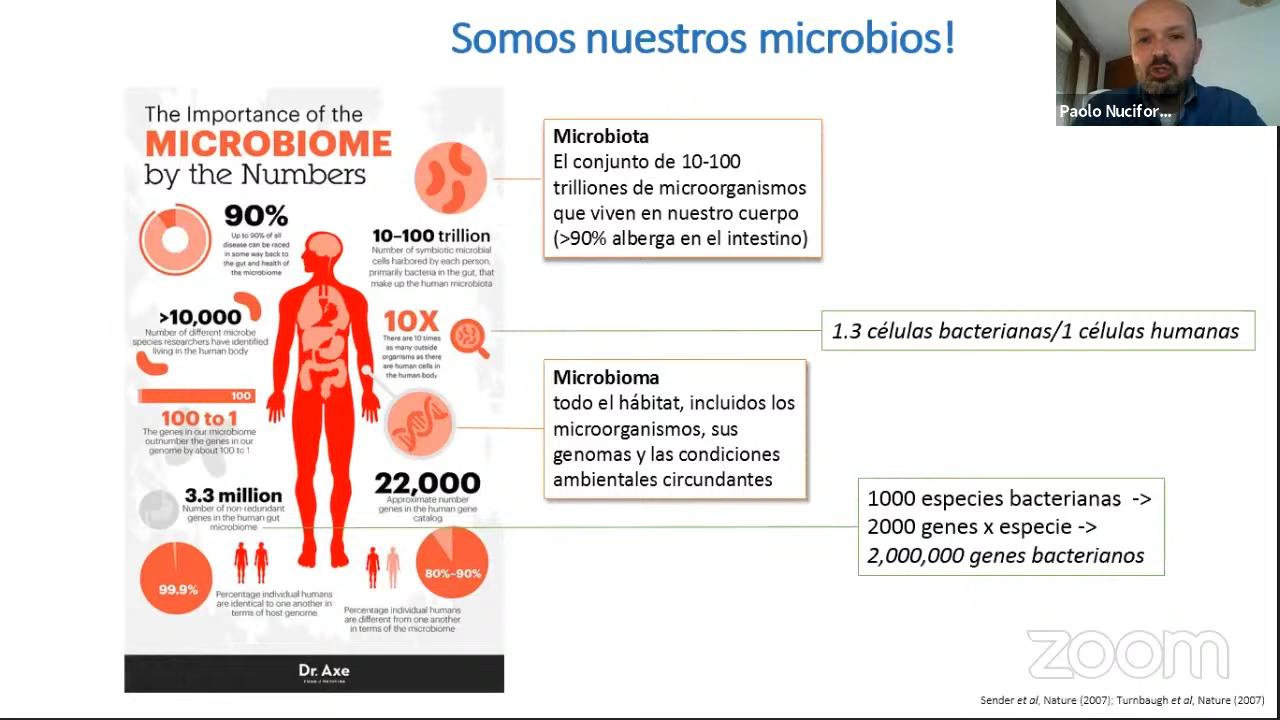 Somos nuestros microbios!
Paolo Nucifor...
The Importance of the
MICROBIOME
by the Numbers
90%
Up to 90% of all
disease can be raced
in some way back to
the gut and health of
the microbiome
10–100 trillion
Number of symbiotic microbial
cells harbored by each person,
primarily bacteria in the gut, that
make up the human microbiota
>10,000
Number of different microbe
species researchers have identified
living in the human body
10X
There are 10 times
as many outside
organisms as there
are human cells in
the human body
100
100 to 1
The genes in our microbiome
outnumber the genes in our
genome by about 100 to 1
3.3 million
Number of non-redundant
genes in the human gut
microbiome
22,000
Approximate number
genes in the human gene
catalog
99.9%
Percentage individual humans
are identical to one another in
terms of host genome
80%–90%
Percentage individual humans
are different from one another
in terms of the microbiome
Dr. Axe
Microbiota
El conjunto de 10-100
trilliones de microorganismos
que viven en nuestro cuerpo
(>90% alberga en el intestino)
1.3 células bacterianas/1 células humanas
Microbioma
todo el hábitat, incluidos los
microorganismos, sus
genomas y las condiciones
ambientales circundantes
1000 especies bacterianas ->
2000 genes x especie ->
2,000,000 genes bacterianos
zoom
Sender et al, Nature (2007); Turnbaugh et al, Nature (2007)